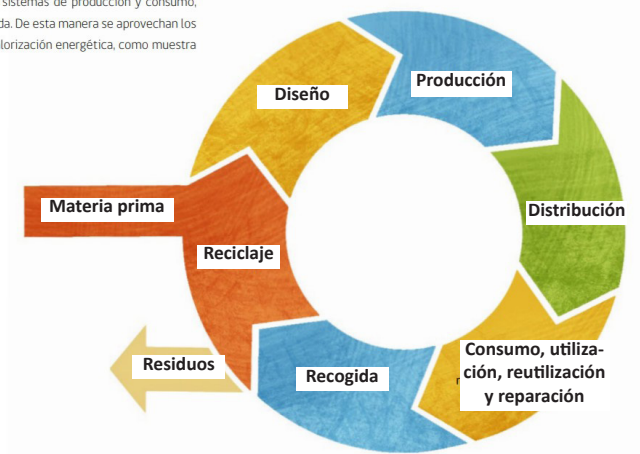 sistemas de producción y consumo,
da. De esta manera se aprovechan los
alorización energética, como muestra
Diseño
Producción
Materia prima
Distribución
Reciclaje
Consumo, utiliza-
ción, reutilización
y reparación
Residuos
Recogida